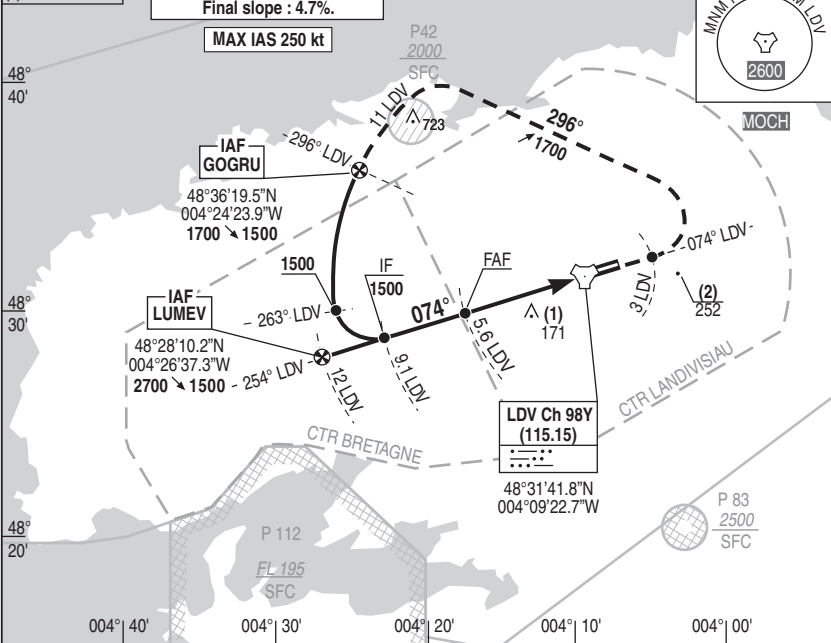 Final slope : 4.7%.
MAX IAS 250 kt
P42
2000
SFC
2600
MOCH
48°
40'
11 LDV
723
296°
1700
296° LDV
IAF
GOGRU
48°36'19.5"N
004°24'23.9"W
1700 ➘ 1500
074° LDV
1500
IF
1500
FAF
074°
3 LDV
(2)
252
48°
30'
263° LDV
IAF
LUMEV
48°28'10.2"N
004°26'37.3"W
2700 ➘ 1500
254° LDV
12 LDV
9.1 LDV
5.6 LDV
(1)
171
CTR LANDIVISIAU
CTR BRETAGNE
LDV Ch 98Y
(115.15)
48°31'41.8"N
004°09'22.7"W
P 83
2500
SFC
48°
20'
P 112
FL 195
SFC
004° 40'
004° 30'
004° 20'
004° 10'
004° 00'